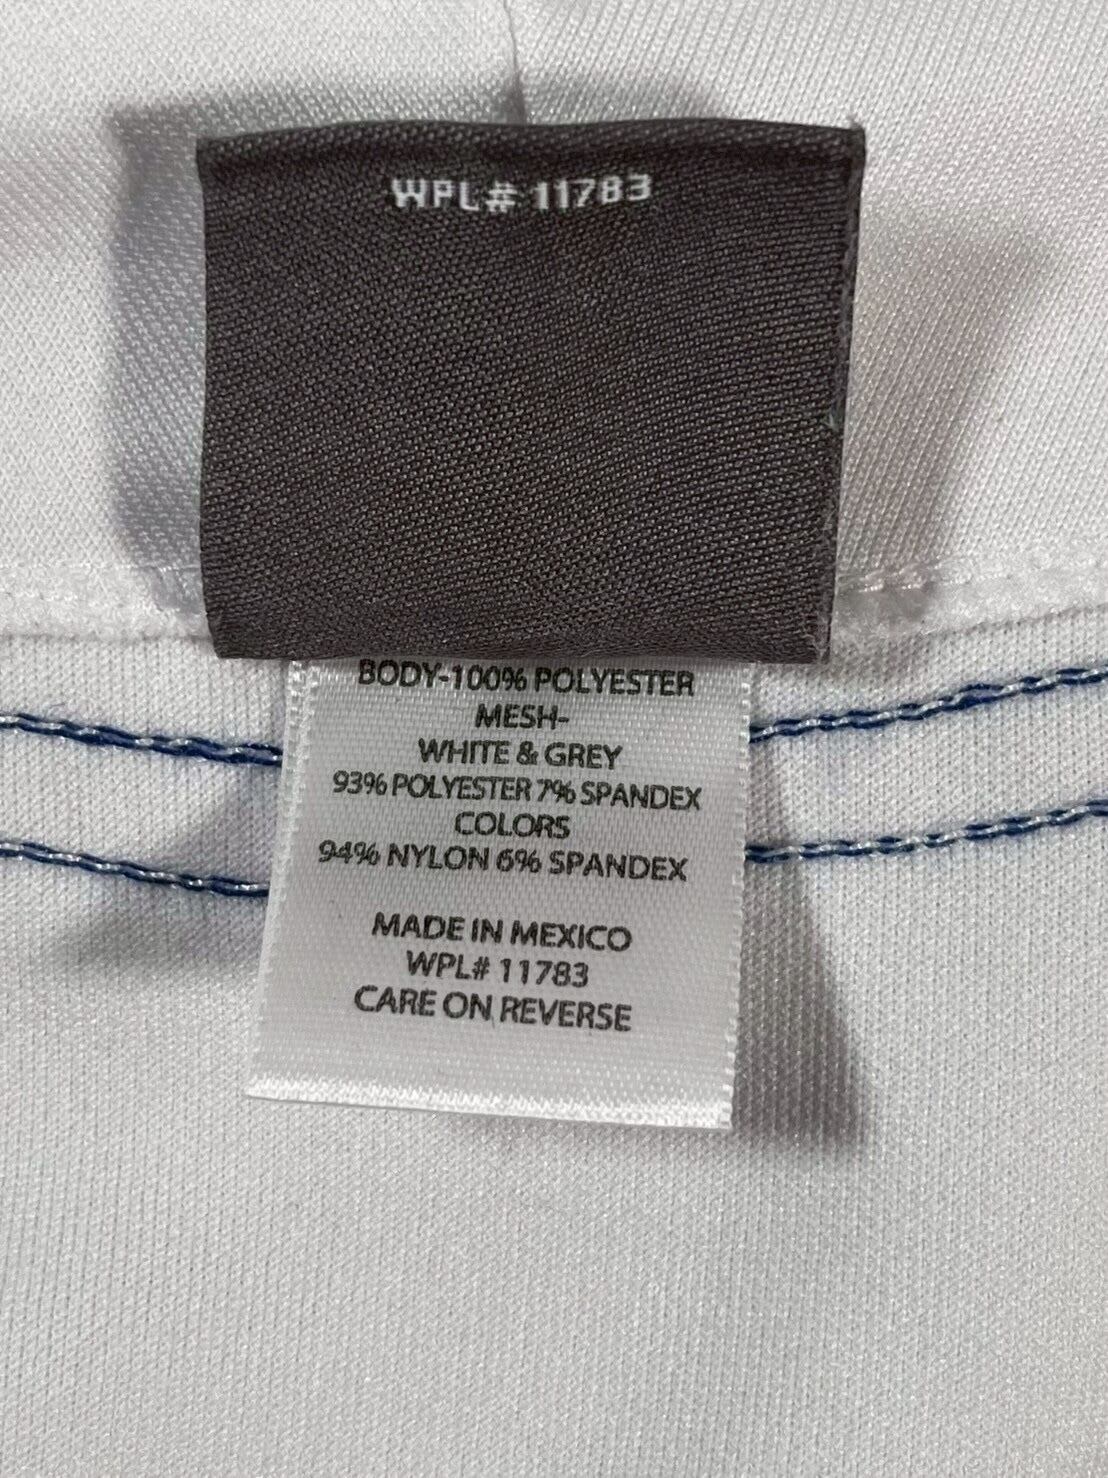 WPL# 11783
BODY-100% POLYESTER
MESH-
WHITE & GREY
93% POLYESTER 7% SPANDEX
COLORS
94% NYLON 6% SPANDEX
MADE IN MEXICO
WPL# 11783
CARE ON REVERSE